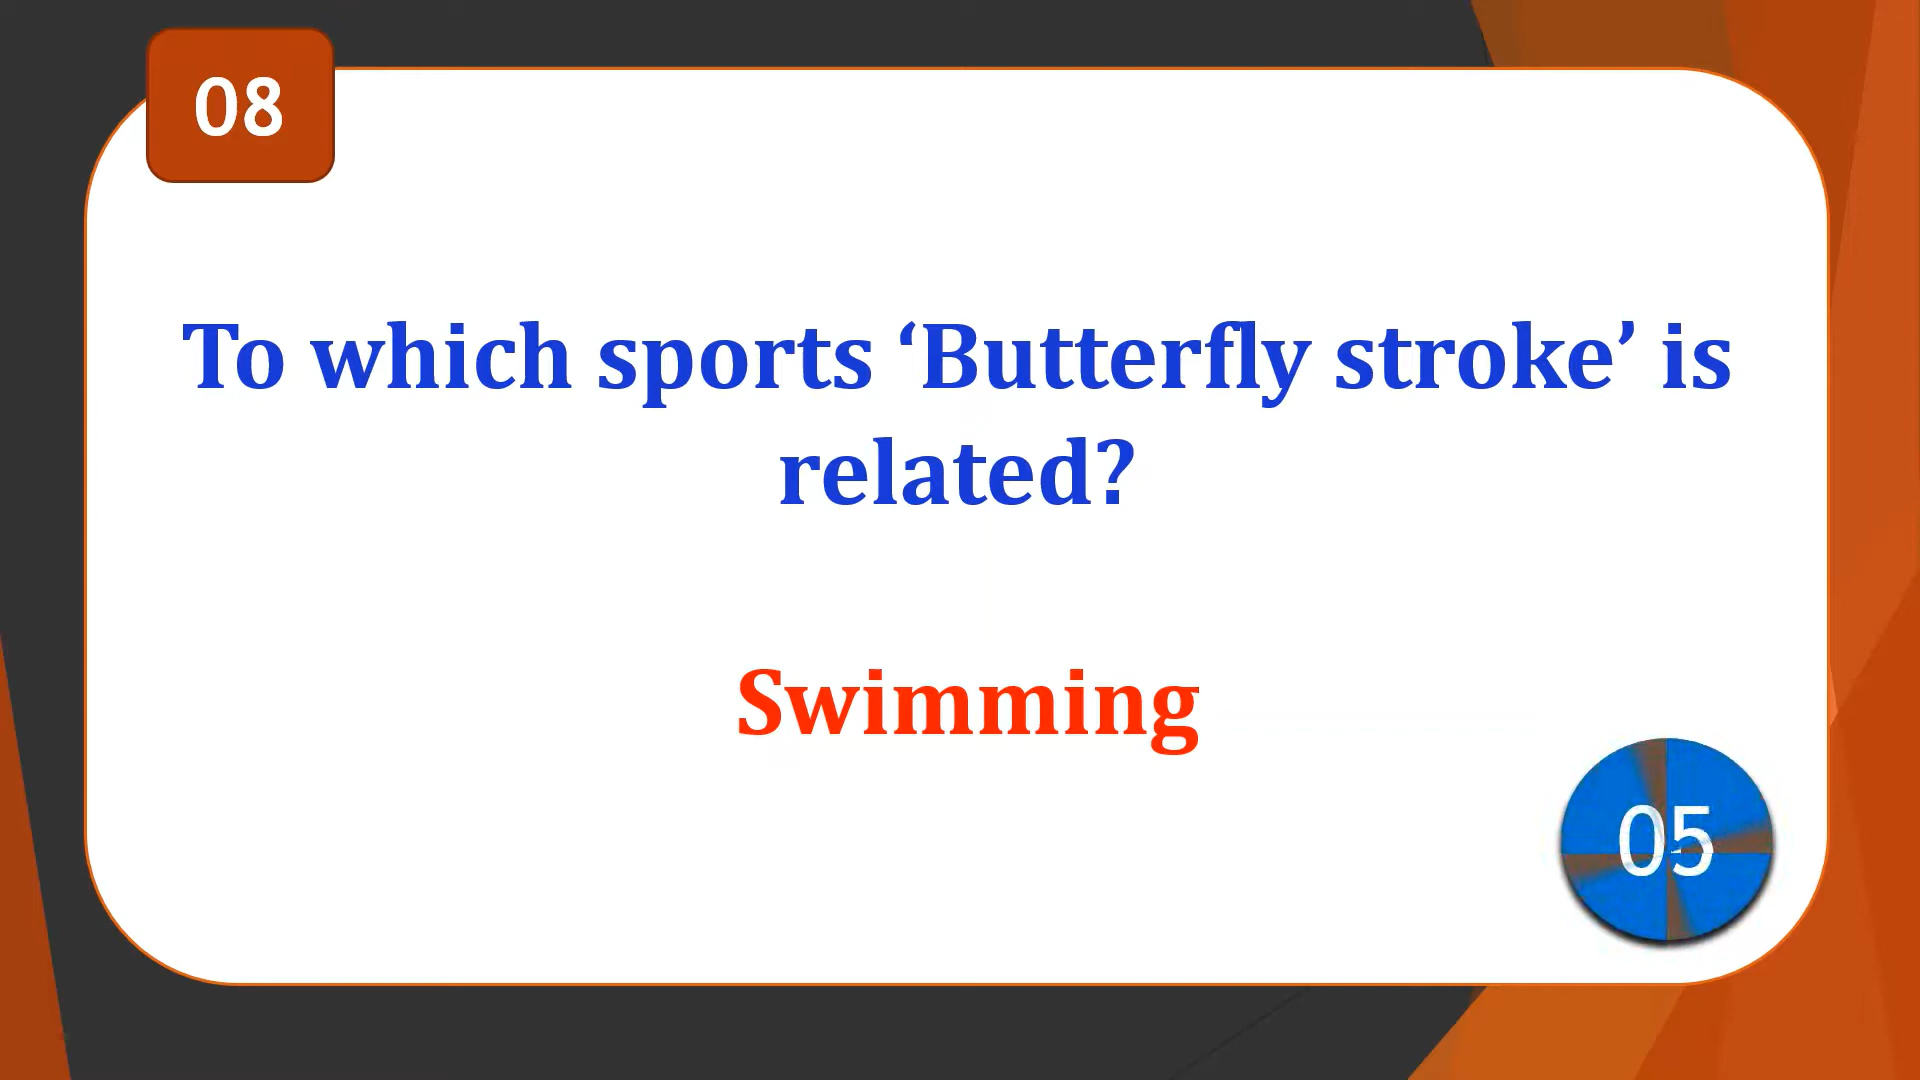 08
To which sports ‘Butterfly stroke’ is
related?
Swimming
05